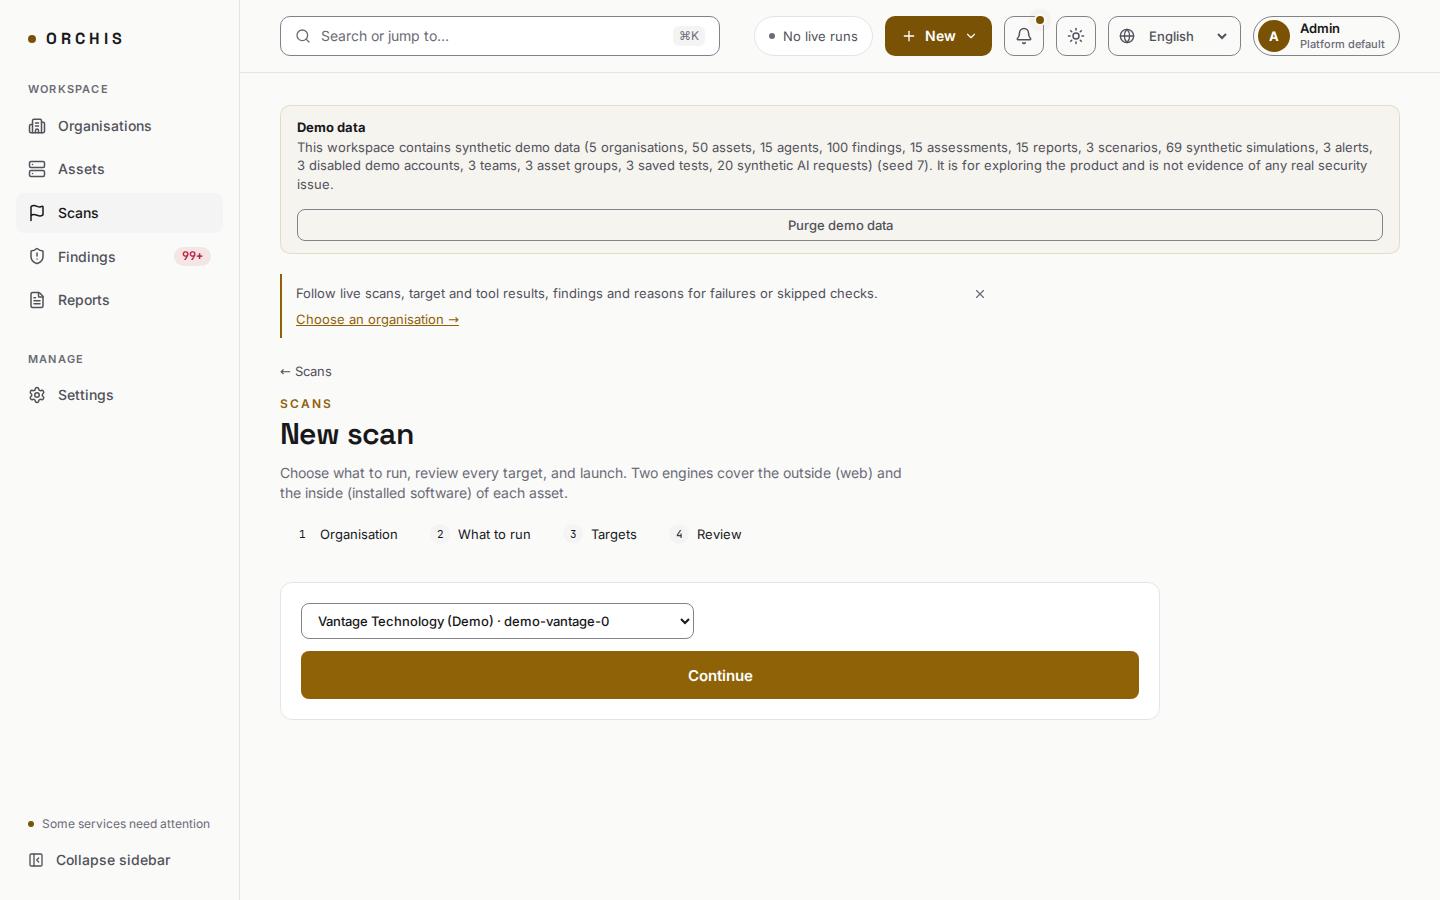 ORCHIS
WORKSPACE
Organisations
Assets
Scans
Findings 99+
Reports
MANAGE
Settings
Some services need attention
Collapse sidebar
Search or jump to... ⌘K
No live runs
New
English
A
Admin
Platform default
Demo data
This workspace contains synthetic demo data (5 organisations, 50 assets, 15 agents, 100 findings, 15 assessments, 15 reports, 3 scenarios, 69 synthetic simulations, 3 alerts,
3 disabled demo accounts, 3 teams, 3 asset groups, 3 saved tests, 20 synthetic AI requests) (seed 7). It is for exploring the product and is not evidence of any real security
issue.
Purge demo data
Follow live scans, target and tool results, findings and reasons for failures or skipped checks.
Choose an organisation →
← Scans
SCANS
New scan
Choose what to run, review every target, and launch. Two engines cover the outside (web) and
the inside (installed software) of each asset.
1 Organisation 2 What to run 3 Targets 4 Review
Vantage Technology (Demo) · demo-vantage-0
Continue